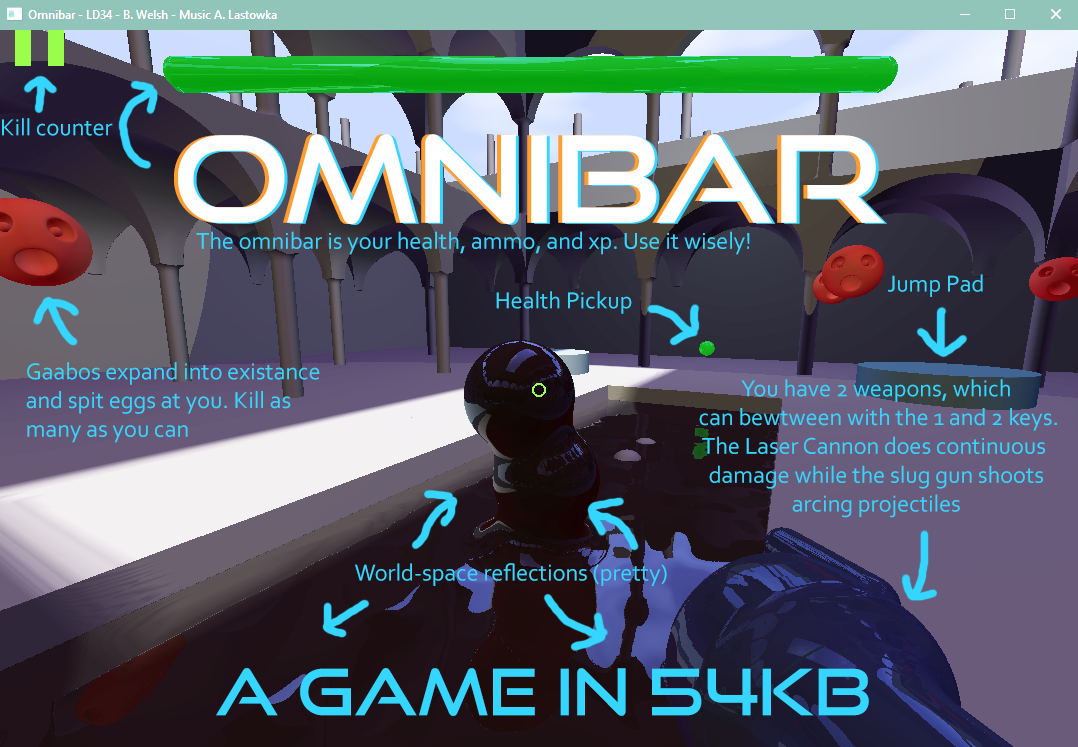 Omnibar - LD34 - B. Welsh - Music A. Lastowka
Kill counter
OMNIBAR
The omnibar is your health, ammo, and xp. Use it wisely!
Health Pickup
Jump Pad
Gaabos expand into existance
and spit eggs at you. Kill as
many as you can
You have 2 weapons, which
can bewtween with the 1 and 2 keys.
The Laser Cannon does continuous
damage while the slug gun shoots
arcing projectiles
World-space reflections (pretty)
A GAME IN 54KB